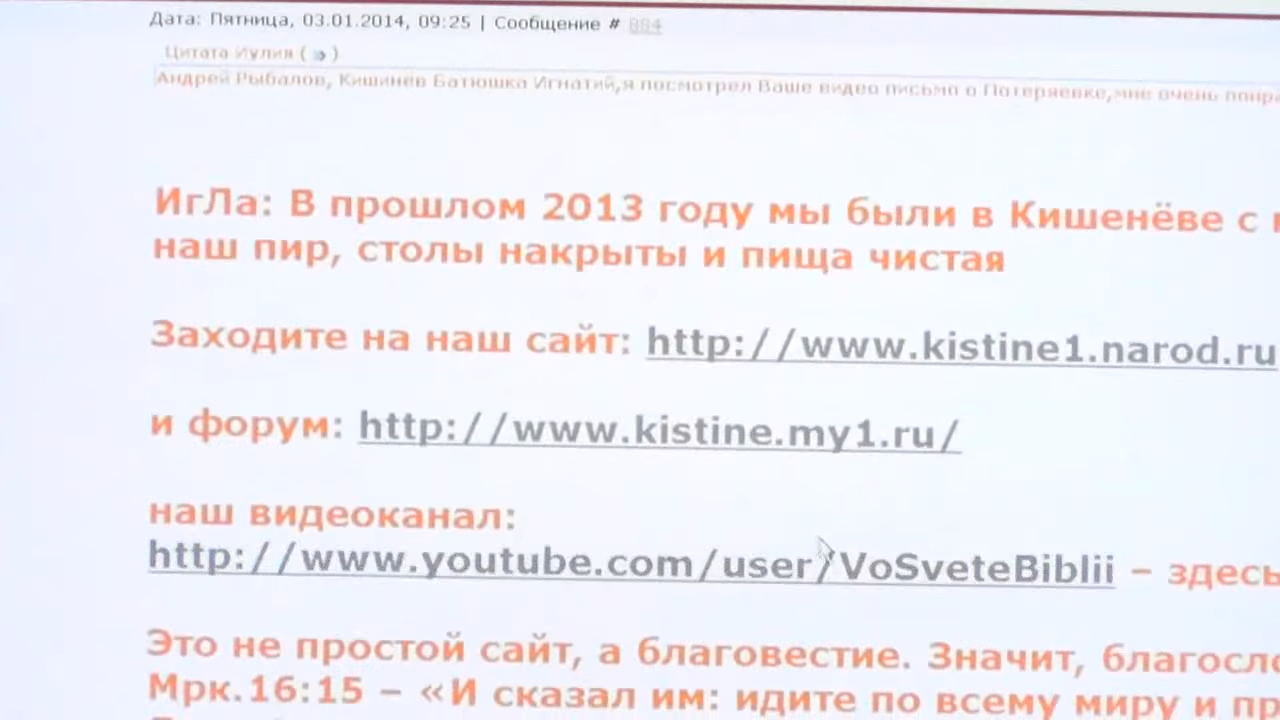 Дата: Пятница, 03.01.2014, 09:25 | Сообщение # 884
Цитата Иулия ( )
Андрей Рыбалов, Кишинёв Батюшка Игнатий,я посмотрел Ваше видео письмо о Потеряевке,мне очень понра
ИгЛа: В прошлом 2013 году мы были в Кишенёве с
наш пир, столы накрыты и пища чистая
Заходите на наш сайт: http://www.kistine1.narod.ru
и форум: http://www.kistine.my1.ru/
наш видеоканал:
http://www.youtube.com/user/VoSveteBiblii – здесь
Это не простой сайт, а благовестие. Значит, благосло
Мрк.16:15 – «И сказал им: идите по всему миру и пр